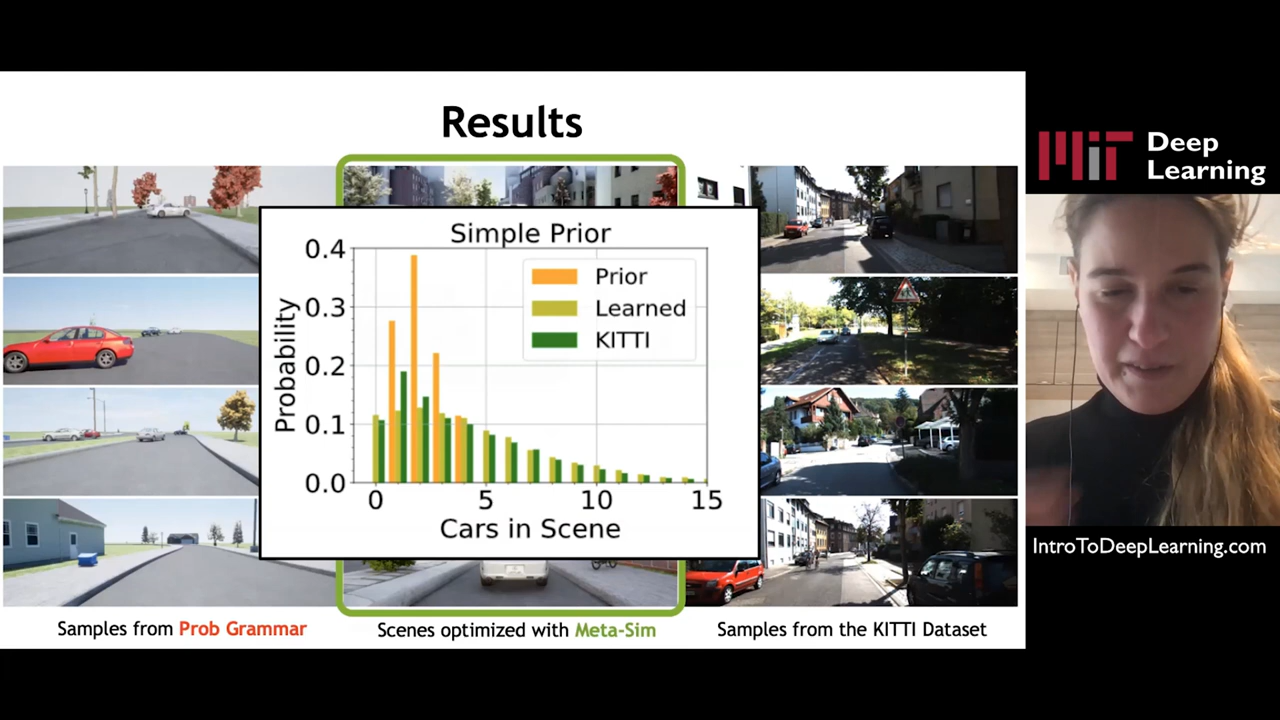 Results
MIT Deep
Learning
Simple Prior
0.4
0.3
0.2
0.1
0.0
Probability
Prior
Learned
KITTI
0
5
10
15
Cars in Scene
IntroToDeepLearning.com
Samples from Prob Grammar
Scenes optimized with Meta-Sim
Samples from the KITTI Dataset